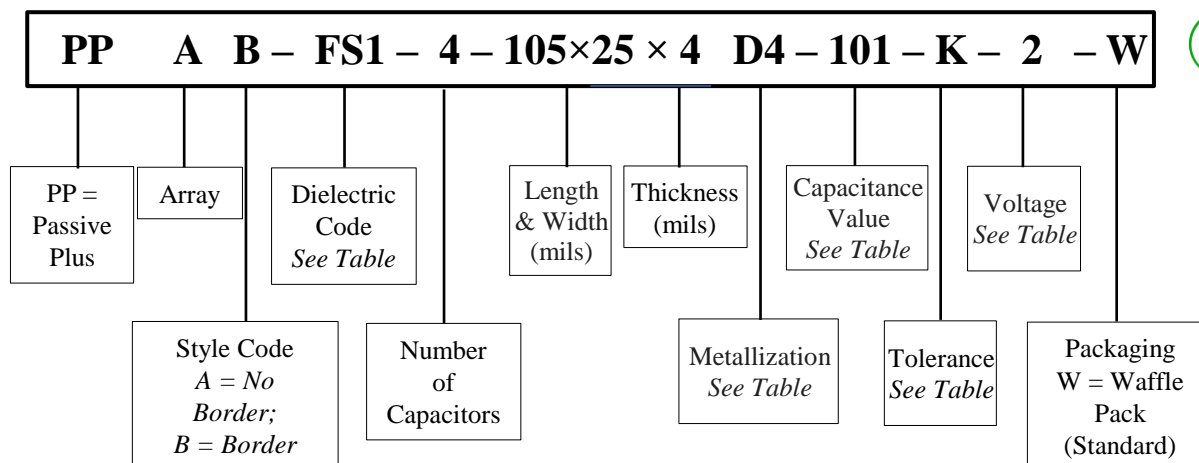 PP A B – FS1 – 4 – 105×25 × 4 D4 – 101 – K – 2 – W
PP =
Passive
Plus
Array
Dielectric
Code
See Table
Length
& Width
(mils)
Thickness
(mils)
Capacitance
Value
See Table
Voltage
See Table
Style Code
A = No
Border;
B = Border
Number
of
Capacitors
Metallization
See Table
Tolerance
See Table
Packaging
W = Waffle
Pack
(Standard)